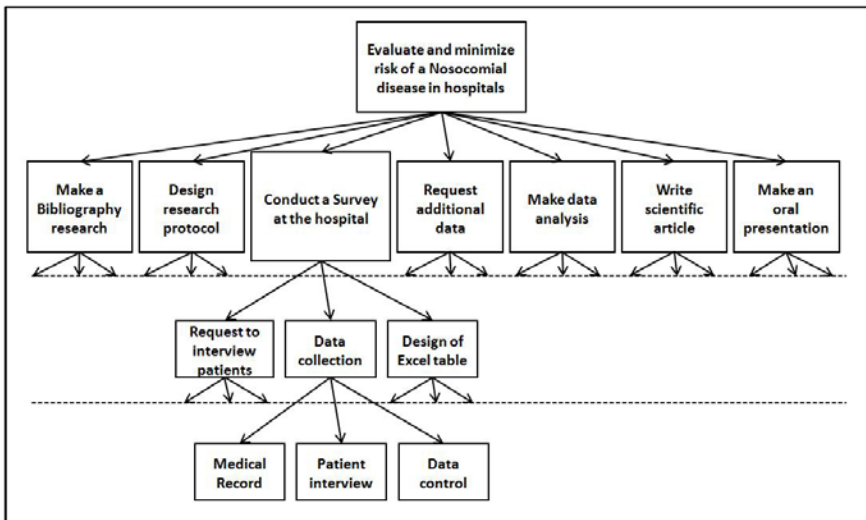 Evaluate and minimize
risk of a Nosocomial
disease in hospitals
Make a
Bibliography
research
Design
research
protocol
Conduct a Survey
at the hospital
Request
additional
data
Make data
analysis
Write
scientific
article
Make an
oral
presentation
Request to
interview
patients
Data
collection
Design of
Excel table
Medical
Record
Patient
interview
Data
control